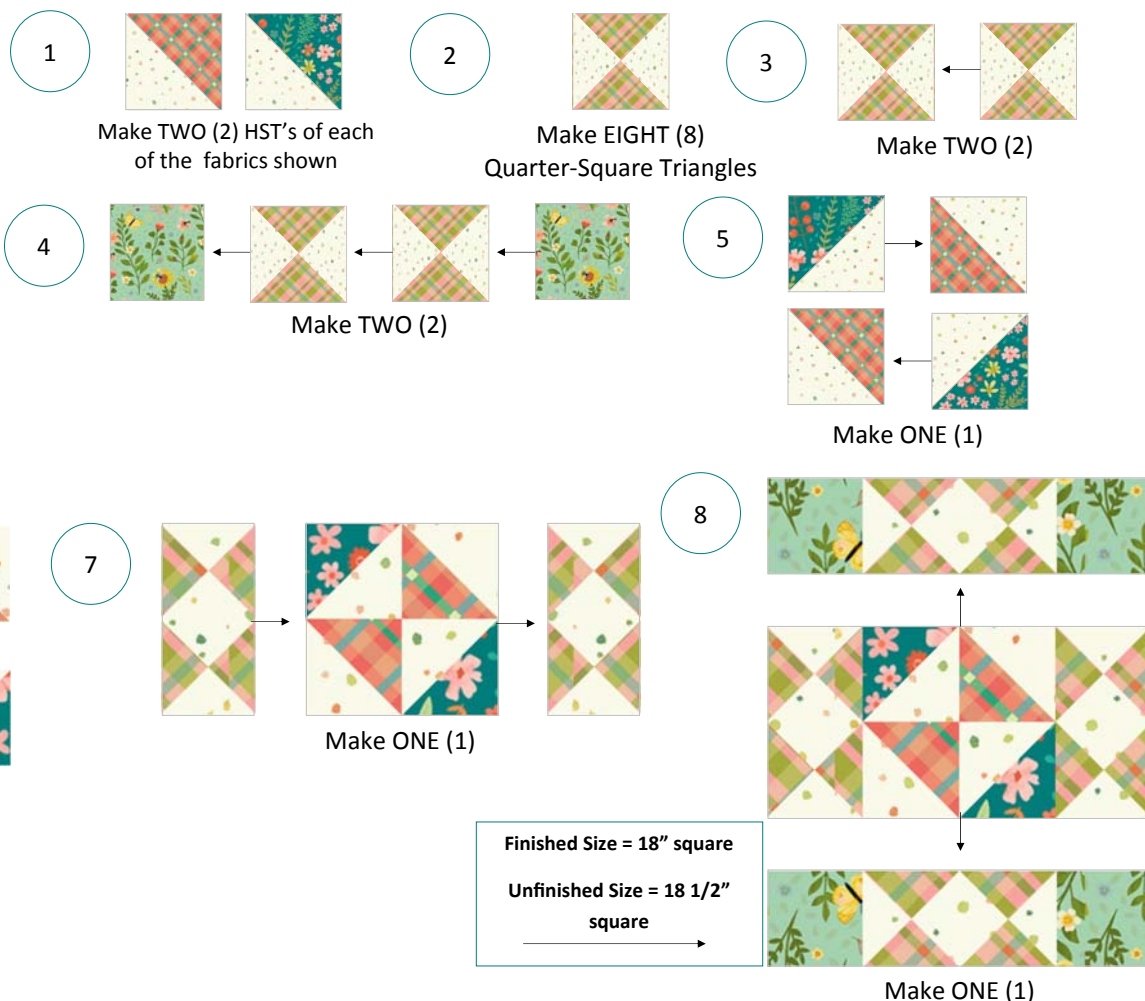 1
Make TWO (2) HST's of each
of the fabrics shown
2
Make EIGHT (8)
Quarter-Square Triangles
3
Make TWO (2)
4
Make TWO (2)
5
Make ONE (1)
7
Make ONE (1)
8
Finished Size = 18” square
Unfinished Size = 18 1/2”
square
Make ONE (1)